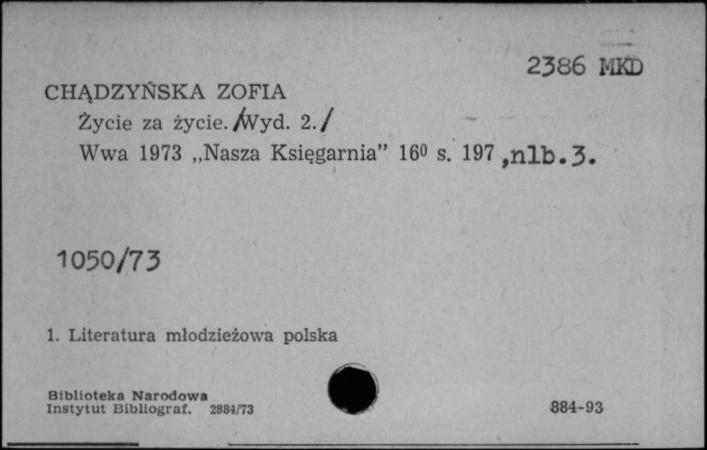 2386 MKD
CHĄDZYŃSKA ZOFIA
Życie za życie. /Wyd. 2./
Wwa 1973 „Nasza Księgarnia” 16⁰ s. 197 ,nlb.3.
1050/73
1. Literatura młodzieżowa polska
Biblioteka Narodowa
Instytut Bibliograf. 2884/73
884-93